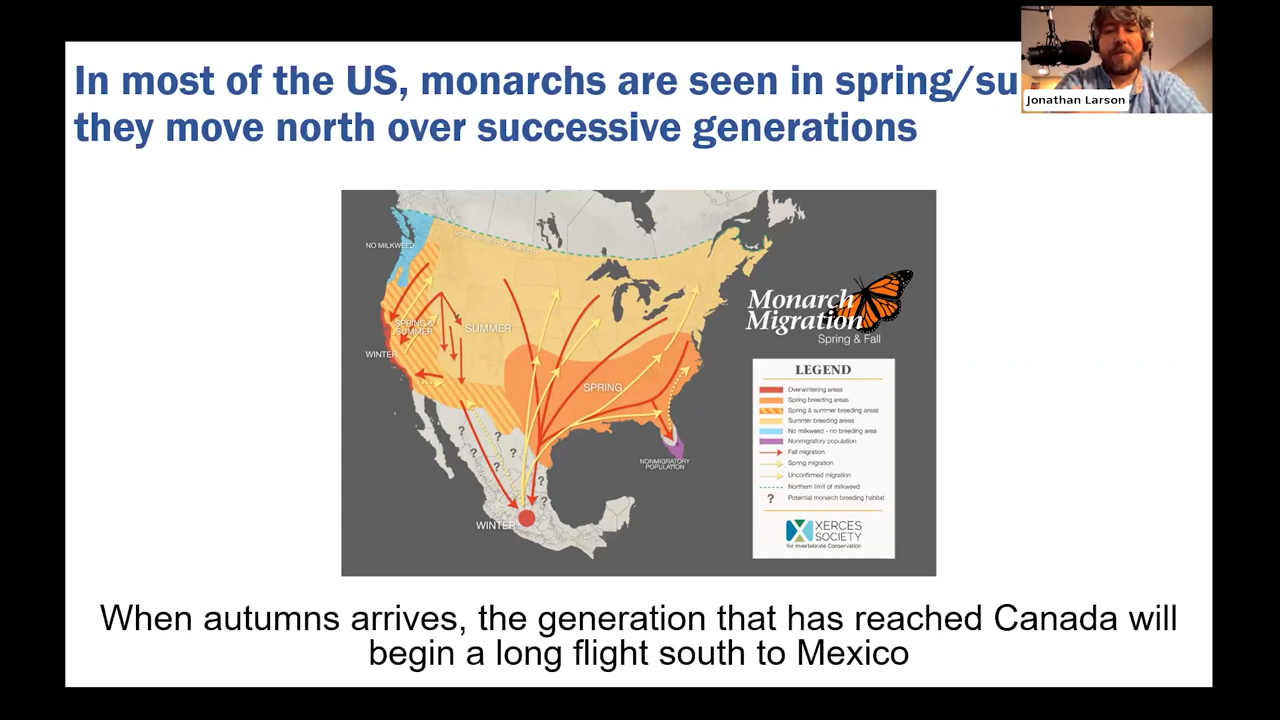 In most of the US, monarchs are seen in spring/su
they move north over successive generations
Jonathan Larson
NO MILKWEED
SPRING &
SUMMER
SUMMER
WINTER
SPRING
NONMIGRATORY
POPULATION
WINTER
Monarch
Migration
Spring & Fall
LEGEND
Overwintering areas
Spring breeding areas
Spring & summer breeding areas
Summer breeding areas
No milkweed - no breeding area
Nonmigratory population
Fall migration
Spring migration
Unconfirmed migration
Northern limit of milkweed
? Potential monarch breeding habitat
? ? ? ? ? ? ?
XERCES
SOCIETY
for Invertebrate Conservation
When autumns arrives, the generation that has reached Canada will
begin a long flight south to Mexico